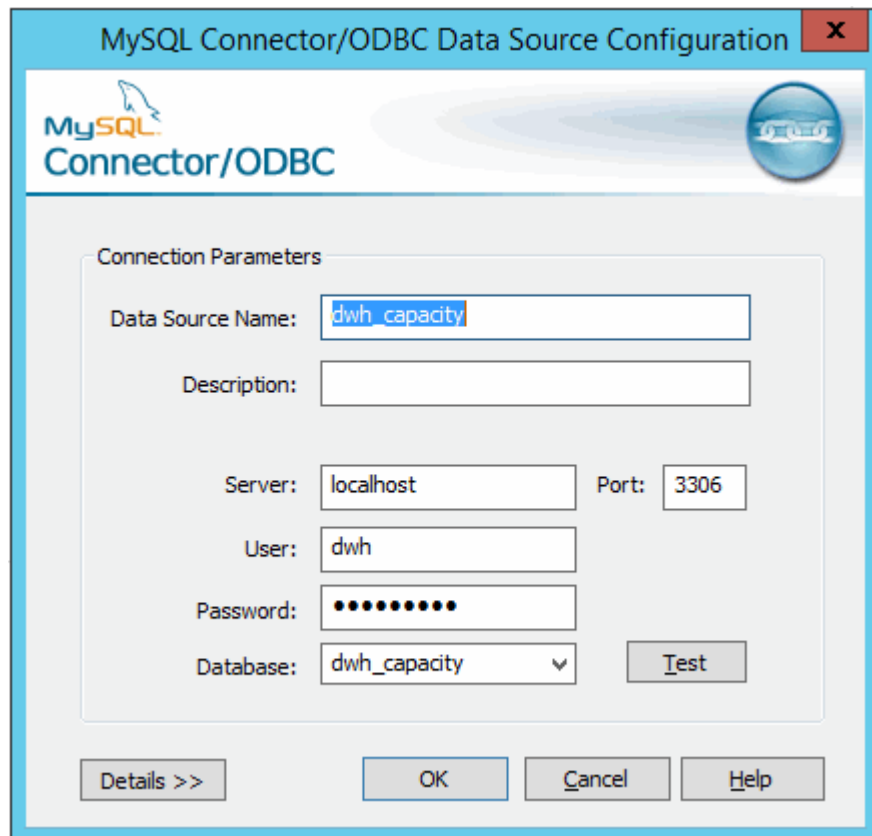 MySQL Connector/ODBC Data Source Configuration
x
MySQL
Connector/ODBC
Connection Parameters
Data Source Name: dwh_capacity
Description:
Server: localhost Port: 3306
User: dwh
Password: •••••••••
Database: dwh_capacity Test
Details >> OK Cancel Help